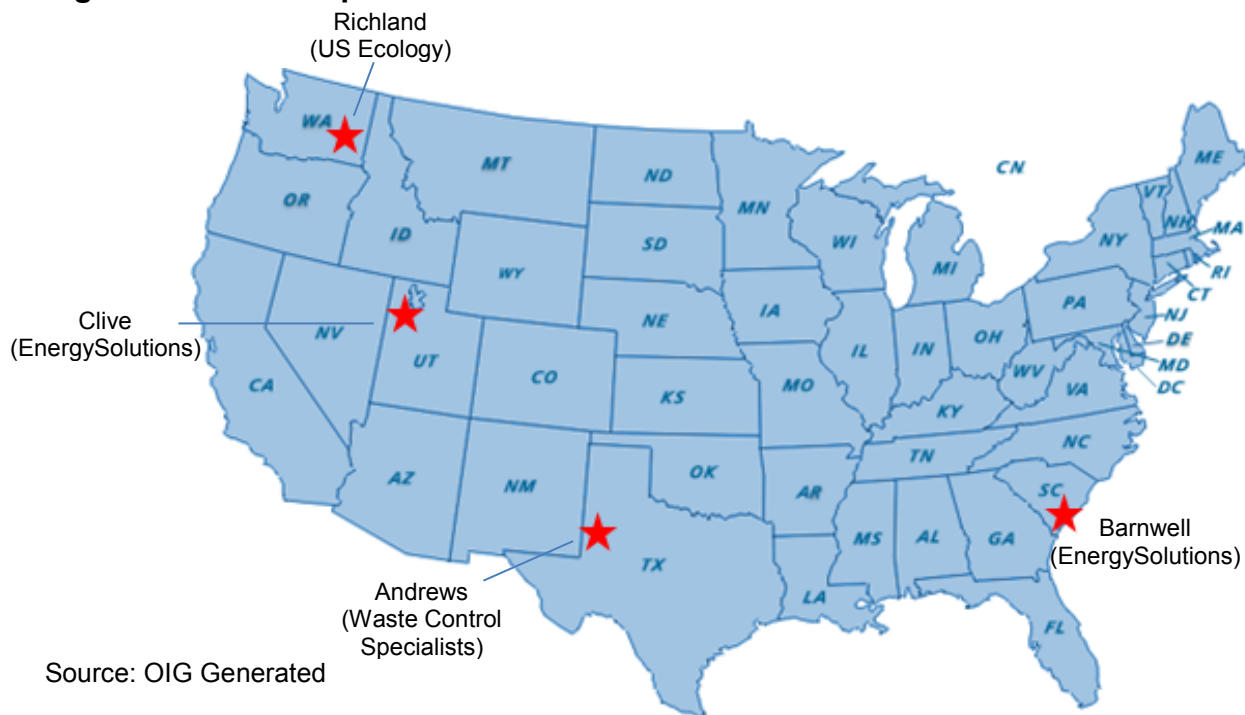 Richland
(US Ecology)
WA
MT
ND
MN
CN
ME
VT
NH
OR
ID
SD
WI
NY
MA
WY
MI
RI
CT
Clive
(EnergySolutions)
NV
UT
NE
IA
PA
NJ
CA
CO
IL
IN
OH
DE
MD
DC
KS
MO
WV
VA
KY
AZ
NM
OK
AR
TN
NC
SC
TX
MS
AL
GA
Barnwell
(EnergySolutions)
Andrews
(Waste Control
Specialists)
LA
FL
Source: OIG Generated